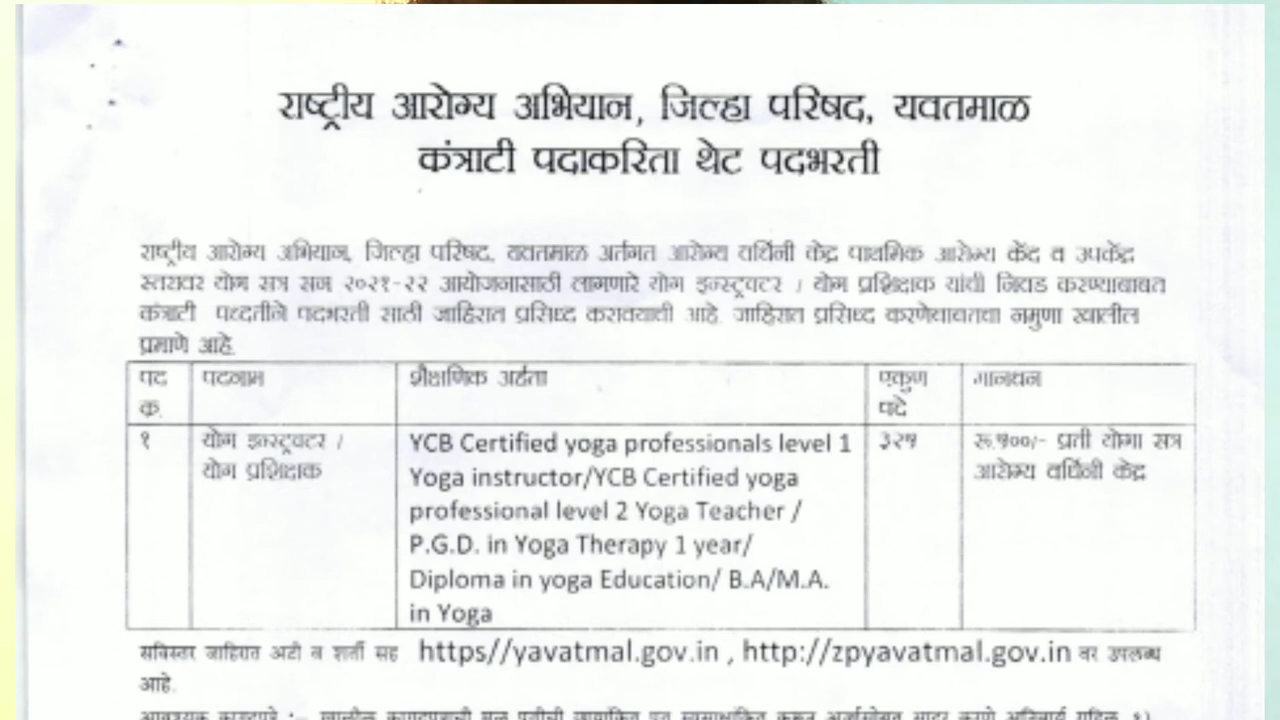 राष्ट्रीय आरोग्य अभियान, जिल्हा परिषद, यवतमाळ
कंत्राटी पदाकरिता थेट पदभरती
राष्ट्रीय आरोग्य अभियान, जिल्हा परिषद, यवतमाळ अर्तगत आरोग्य वर्धिनी केंद्र प्राथमिक आरोग्य केंद व उपकेंद्र
स्तरावर योग सत्र सन २०२१-२२ आयोजनासाठी लागणारे योग इन्स्ट्रक्टर / योग प्रशिक्षक यांची निवड करण्याबाबत
कंत्राटी पध्दतीने पदभरती साठी जाहिरात प्रसिध्द करावयाची आहे. जाहिरात प्रसिध्द करणेबाबतचा नमुणा खालील
प्रमाणे आहे.
पद क्र. पदनाम शैक्षणिक अर्हता एकुण पदे मानधन
१ योग इन्स्ट्रक्टर / YCB Certified yoga professionals level 1 ३२५ रू.५००/- प्रती योगा सत्र
योग प्रशिक्षक Yoga instructor/YCB Certified yoga आरोग्य वर्धिनी केंद्र
professional level 2 Yoga Teacher /
P.G.D. in Yoga Therapy 1 year/
Diploma in yoga Education/ B.A/M.A.
in Yoga
सविस्तर जाहिरात अटी व शर्ती सह https//yavatmal.gov.in , http://zpyavatmal.gov.in वर उपलब्ध
आहे.